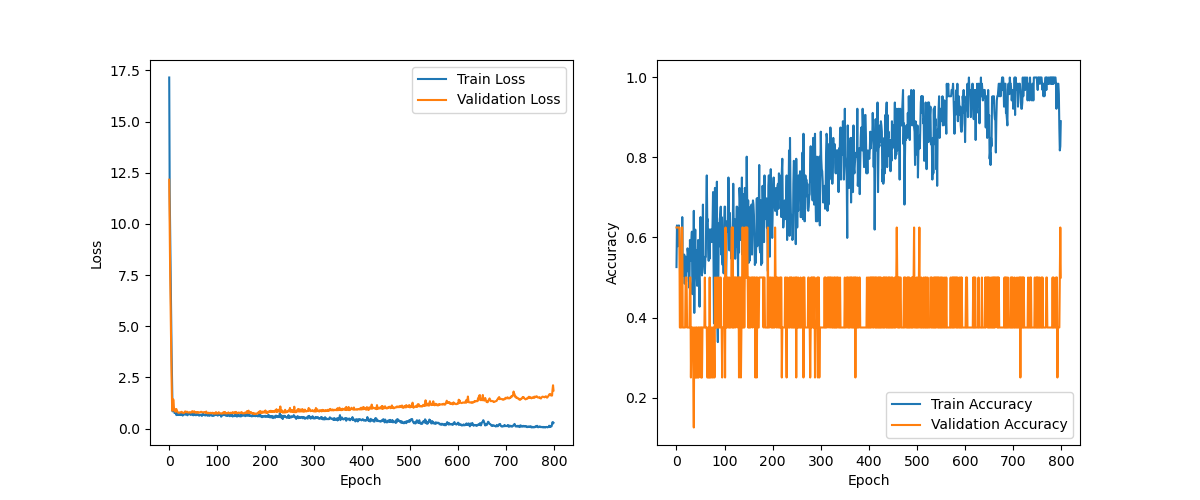 17.5
15.0
12.5
10.0
7.5
5.0
2.5
0.0
Loss
0 100 200 300 400 500 600 700 800
Epoch
Train Loss
Validation Loss
1.0
0.8
0.6
0.4
0.2
Accuracy
0 100 200 300 400 500 600 700 800
Epoch
Train Accuracy
Validation Accuracy